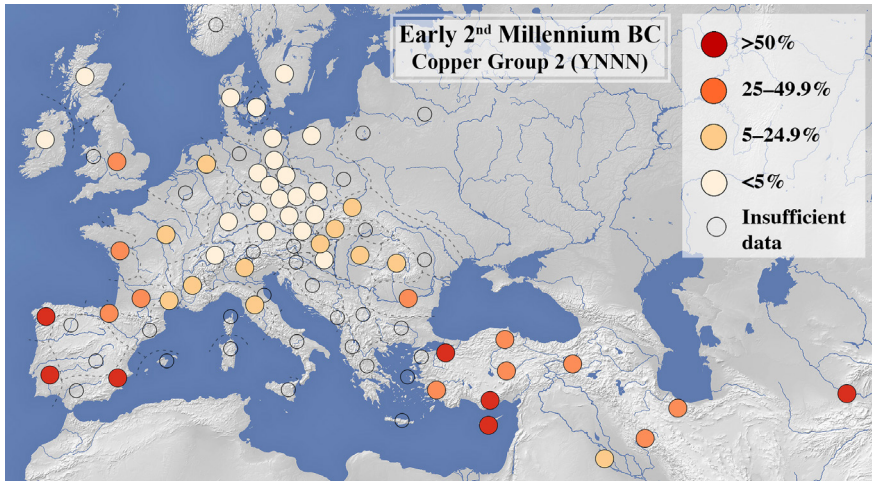 Early 2nd Millennium BC
Copper Group 2 (YNNN)
>50%
25–49.9%
5–24.9%
<5%
Insufficient
data